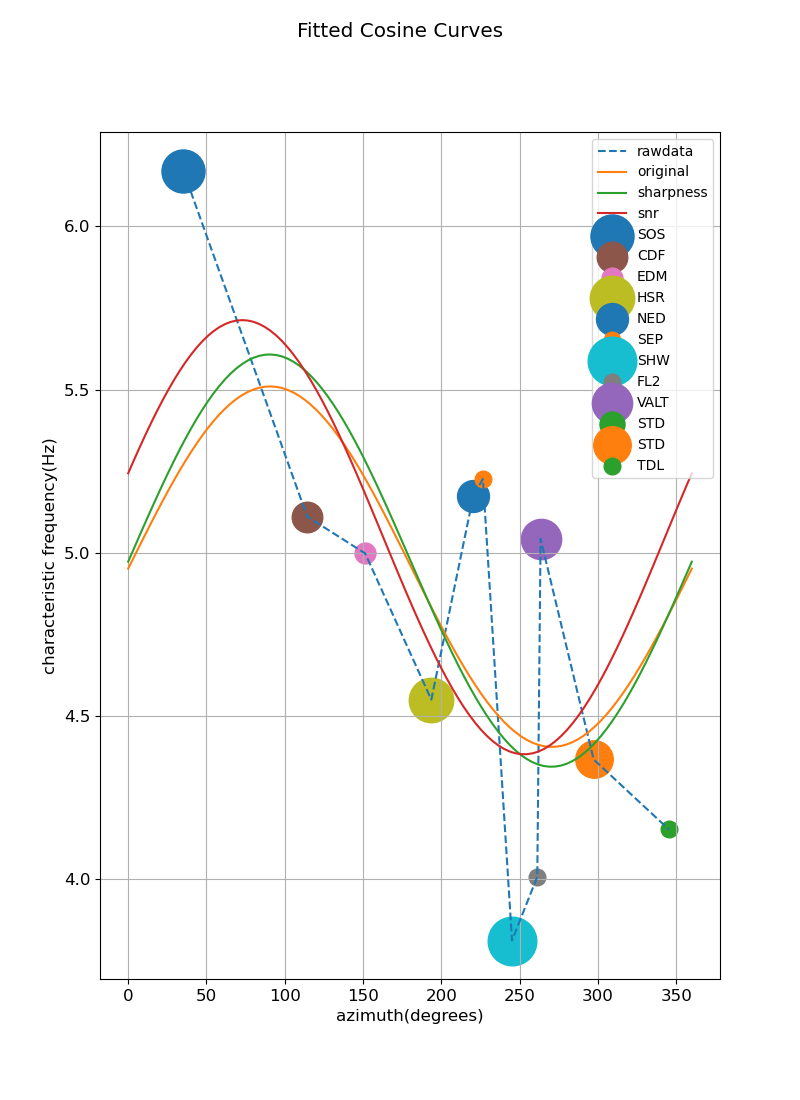 Fitted Cosine Curves
rawdata
original
sharpness
snr
SOS
CDF
EDM
HSR
NED
SEP
SHW
FL2
VALT
STD
STD
TDL
characteristic frequency(Hz)
6.0
5.5
5.0
4.5
4.0
0 50 100 150 200 250 300 350
azimuth(degrees)